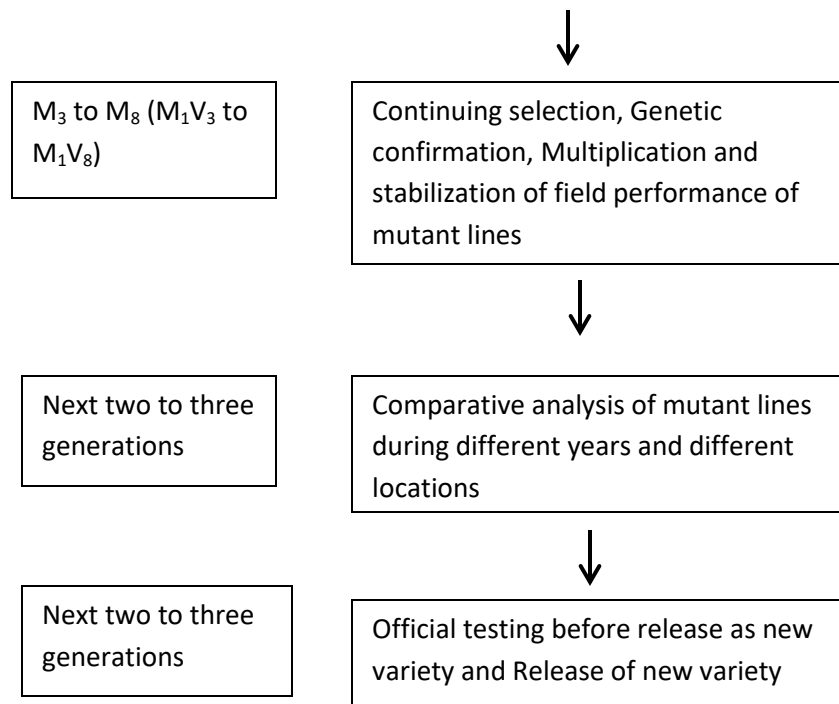 M₃ to M₈ (M₁V₃ to
M₁V₈)
Continuing selection, Genetic
confirmation, Multiplication and
stabilization of field performance of
mutant lines
Next two to three
generations
Comparative analysis of mutant lines
during different years and different
locations
Next two to three
generations
Official testing before release as new
variety and Release of new variety